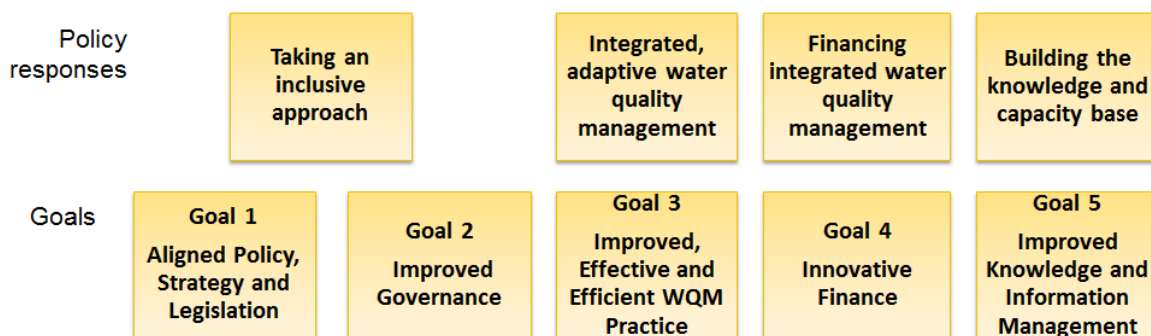 Policy
responses
Taking an
inclusive
approach
Integrated,
adaptive water
quality
management
Financing
integrated water
quality
management
Building the
knowledge and
capacity base
Goals
Goal 1
Aligned Policy,
Strategy and
Legislation
Goal 2
Improved
Governance
Goal 3
Improved,
Effective and
Efficient WQM
Practice
Goal 4
Innovative
Finance
Goal 5
Improved
Knowledge and
Information
Management